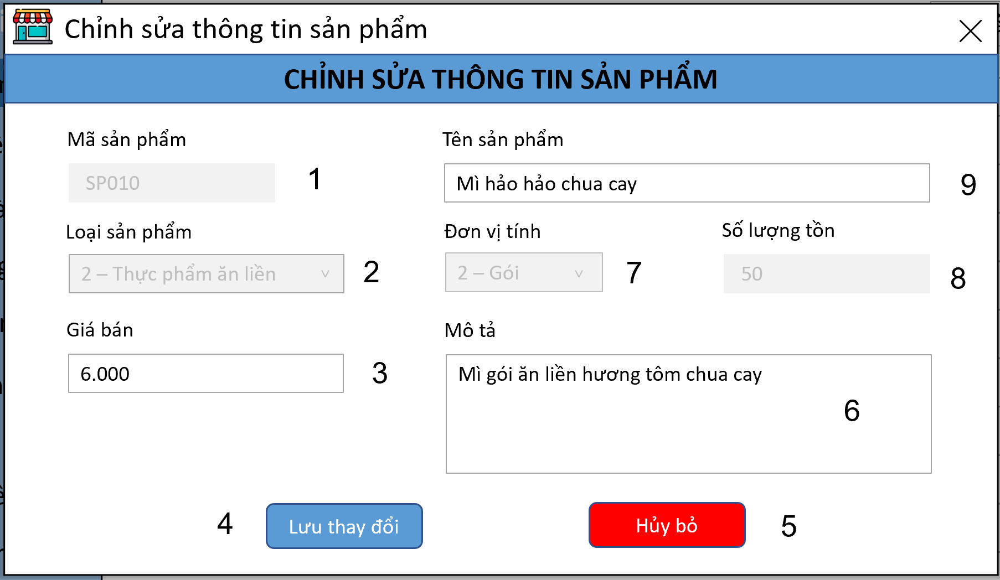 Chỉnh sửa thông tin sản phẩm
CHỈNH SỬA THÔNG TIN SẢN PHẨM
Mã sản phẩm
Tên sản phẩm
SP010
1
Mì hảo hảo chua cay
9
Loại sản phẩm
Đơn vị tính
Số lượng tồn
2 – Thực phẩm ăn liền
2
2 – Gói
7
50
8
Giá bán
Mô tả
6.000
3
Mì gói ăn liền hương tôm chua cay
6
4
Lưu thay đổi
Hủy bỏ
5